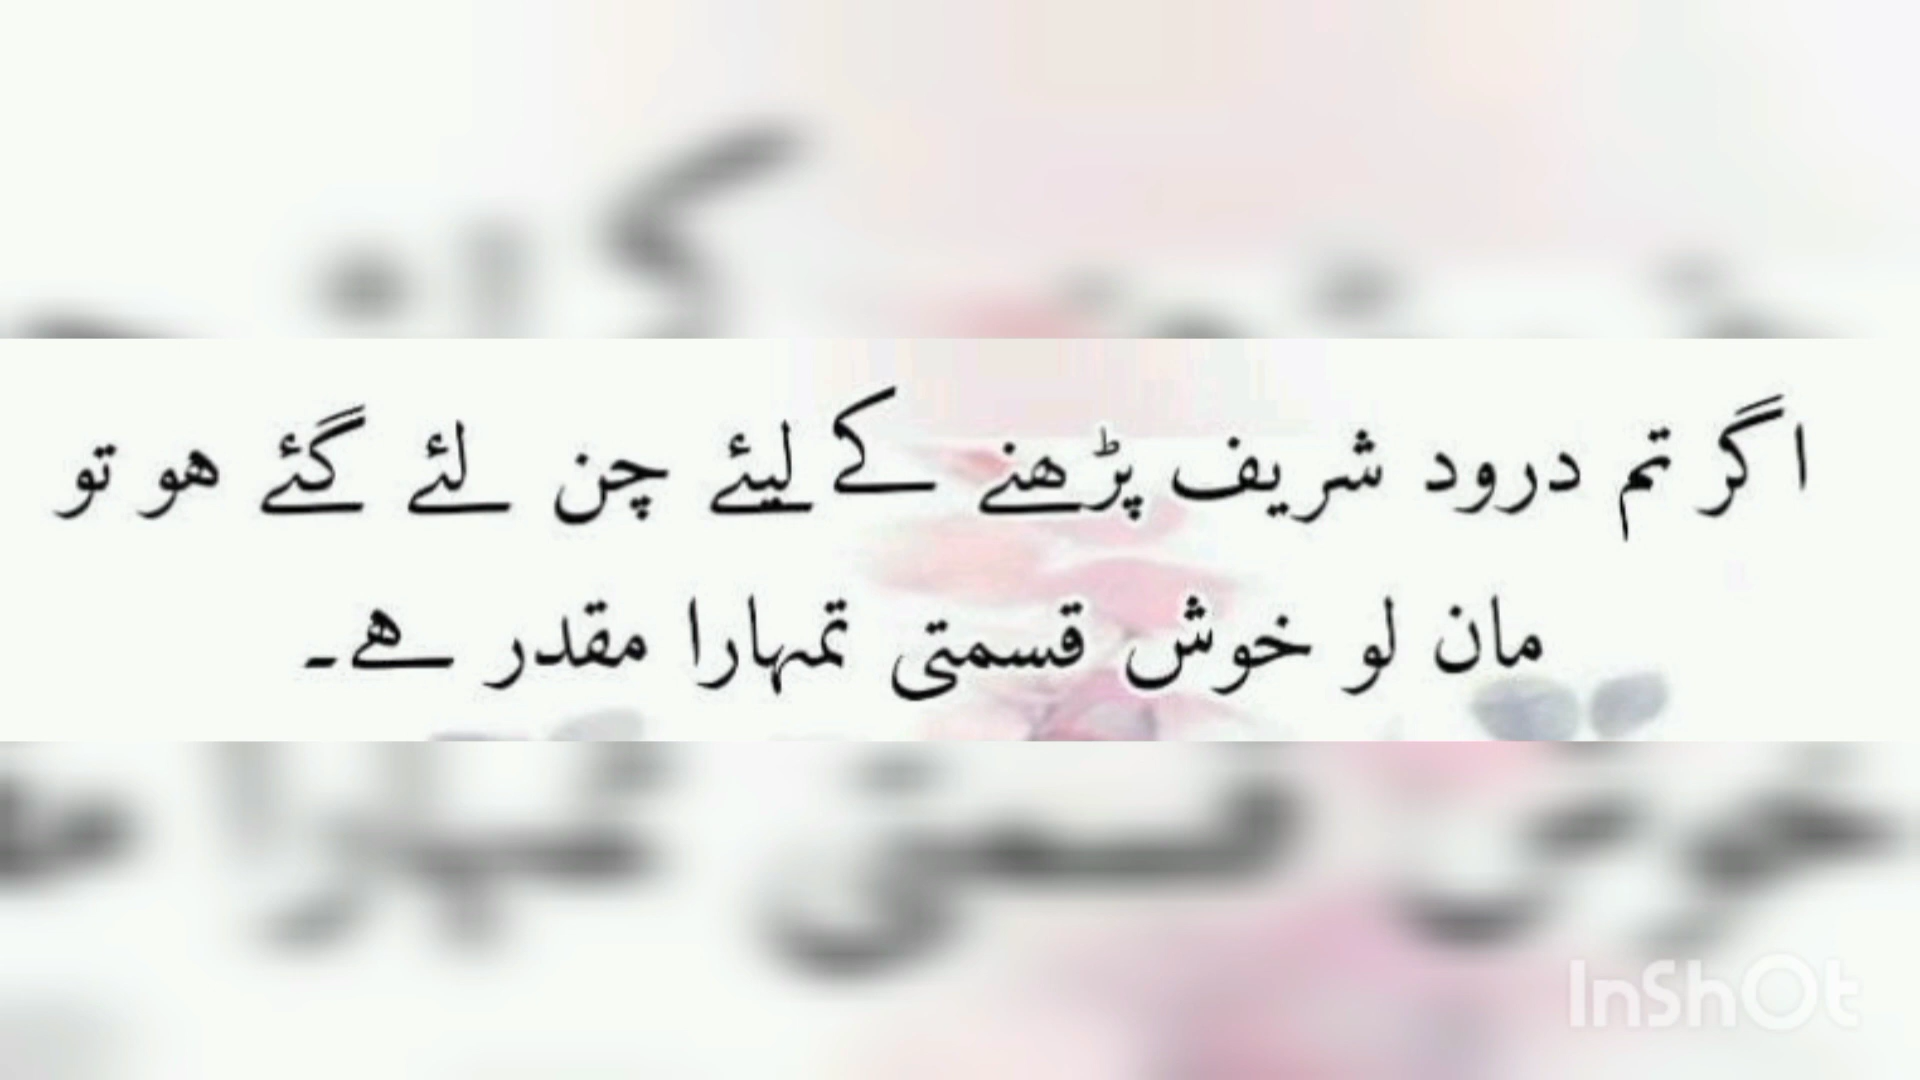 اگر تم درود شریف پڑھنے کے لیئے چن لئے گئے ھو تو
مان لو خوش قسمتی تمہارا مقدر ھے۔
InShOt